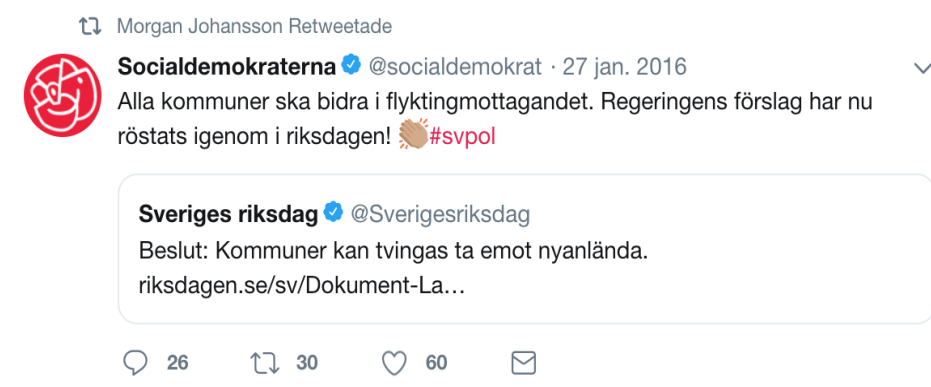 Morgan Johansson Retweetade
Socialdemokraterna @socialdemokrat · 27 jan. 2016
Alla kommuner ska bidra i flyktingmottagandet. Regeringens förslag har nu
röstats igenom i riksdagen! 👏🏽#svpol
Sveriges riksdag @Sverigesriksdag
Beslut: Kommuner kan tvingas ta emot nyanlända.
riksdagen.se/sv/Dokument-La…
26 30 60